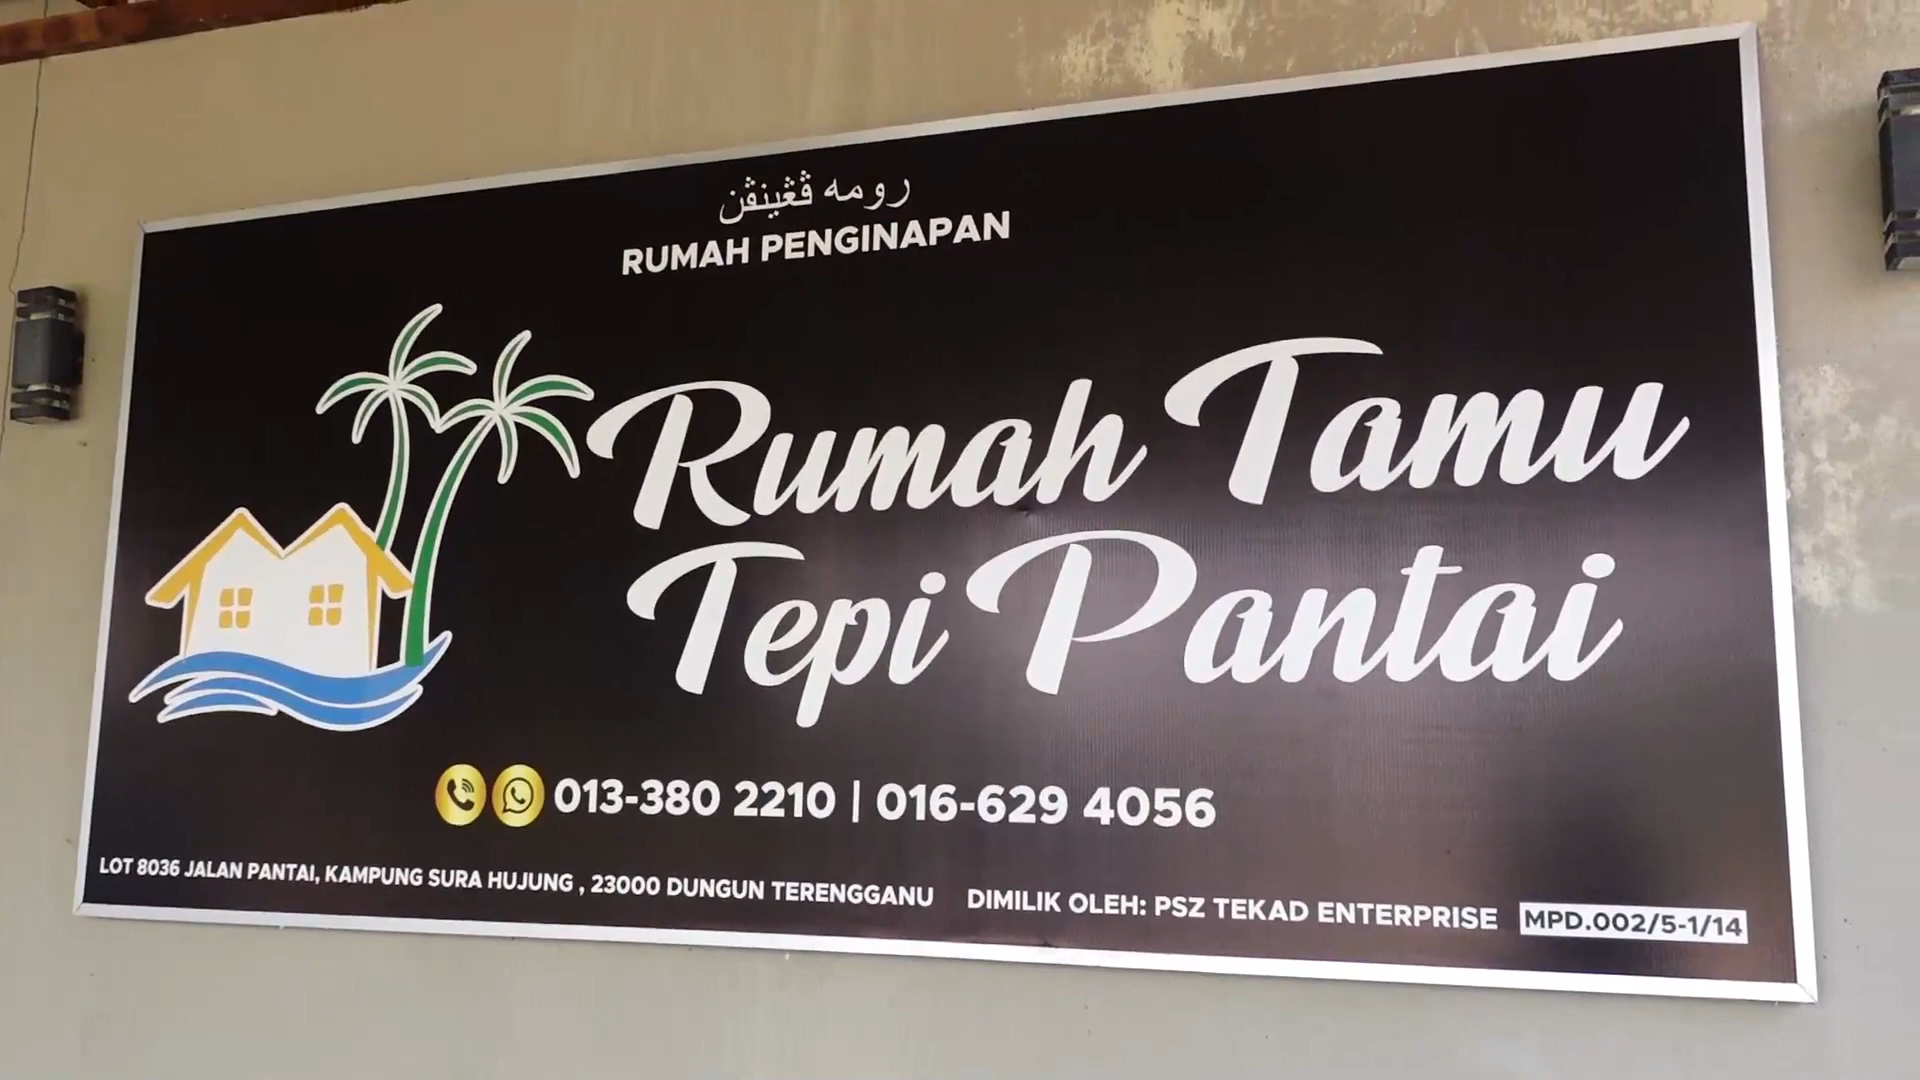 رومه ڤڠينڤن
RUMAH PENGINAPAN
Rumah Tamu
Tepi Pantai
013-380 2210 | 016-629 4056
LOT 8036 JALAN PANTAI, KAMPUNG SURA HUJUNG , 23000 DUNGUN TERENGGANU DIMILIK OLEH: PSZ TEKAD ENTERPRISE MPD.002/5-1/14